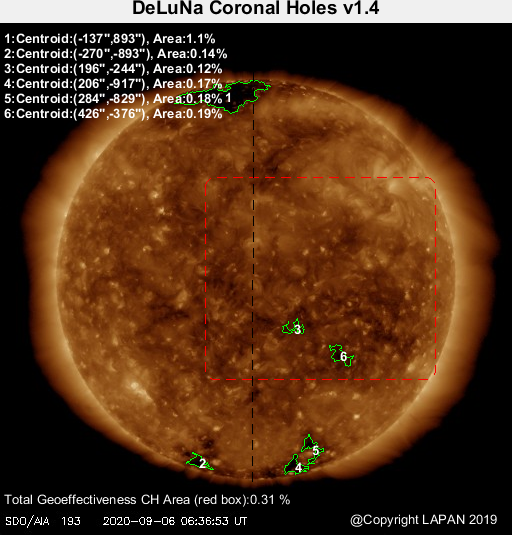 DeLuNa Coronal Holes v1.4
1:Centroid:(-137",893"), Area:1.1%
2:Centroid:(-270",-893"), Area:0.14%
3:Centroid:(196",-244"), Area:0.12%
4:Centroid:(206",-917"), Area:0.17%
5:Centroid:(284",-829"), Area:0.18%
6:Centroid:(426",-376"), Area:0.19%
1
3
6
5
2
4
Total Geoeffectiveness CH Area (red box):0.31 %
SDO/AIA 193 2020-09-06 06:36:53 UT
@Copyright LAPAN 2019